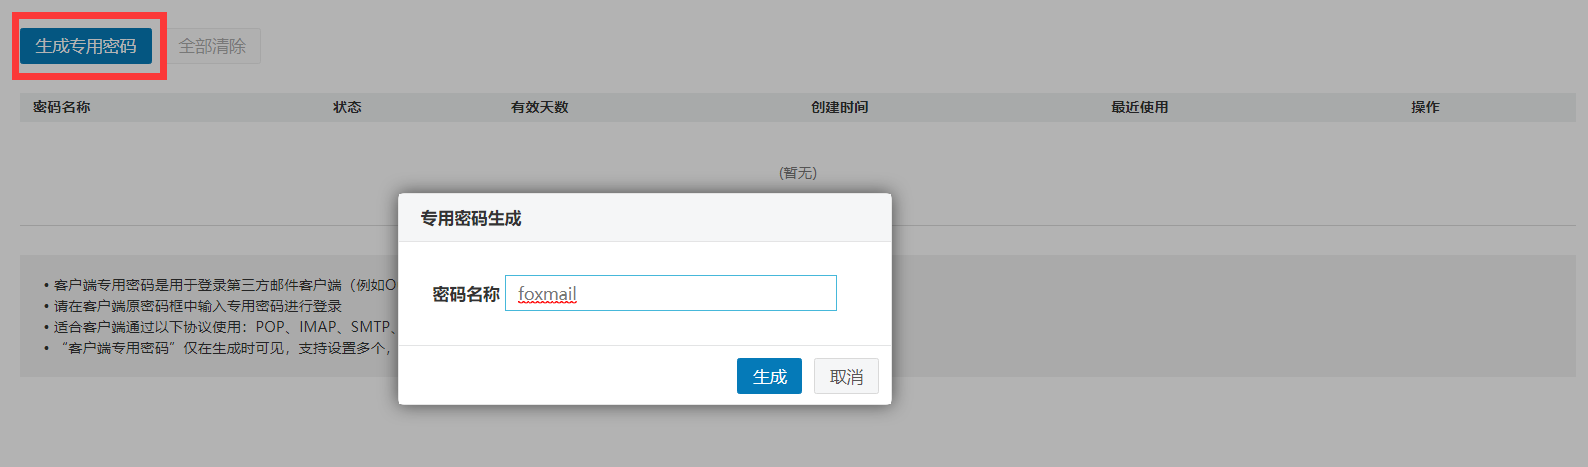 生成专用密码 全部清除
密码名称 状态 有效天数 创建时间 最近使用 操作
(暂无)
专用密码生成
密码名称 foxmail
生成 取消
• 客户端专用密码是用于登录第三方邮件客户端（例如O
• 请在客户端原密码框中输入专用密码进行登录
• 适合客户端通过以下协议使用：POP、IMAP、SMTP、
• “客户端专用密码”仅在生成时可见，支持设置多个，